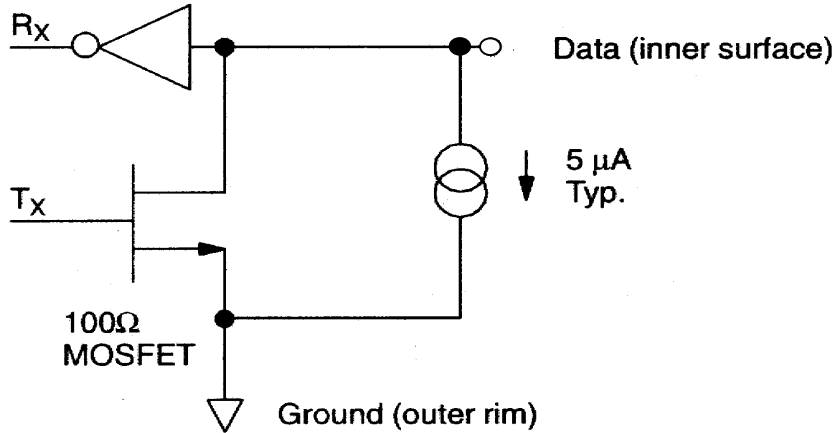 Rx
Data (inner surface)
5 μA
Typ.
Tx
100Ω
MOSFET
Ground (outer rim)